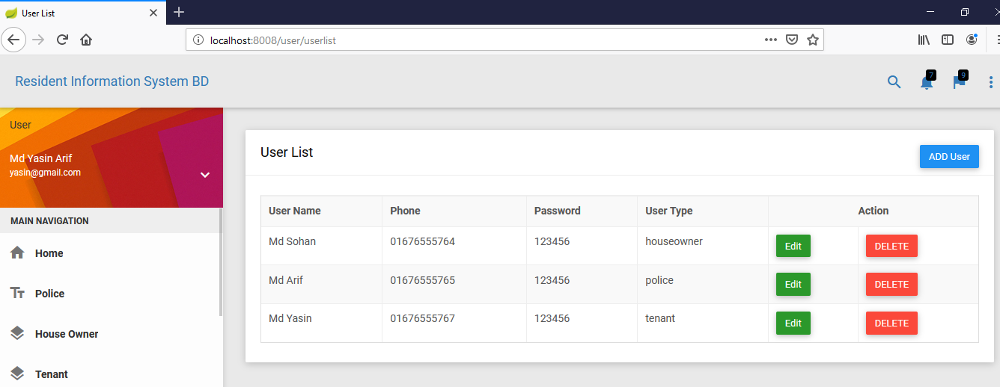 User List
localhost:8008/user/userlist
Resident Information System BD
7
9
User
Md Yasin Arif
yasin@gmail.com
MAIN NAVIGATION
Home
Police
House Owner
Tenant
User List
ADD User
User Name Phone Password User Type Action
Md Sohan 01676555764 123456 houseowner Edit DELETE
Md Arif 01676555765 123456 police Edit DELETE
Md Yasin 01676555767 123456 tenant Edit DELETE